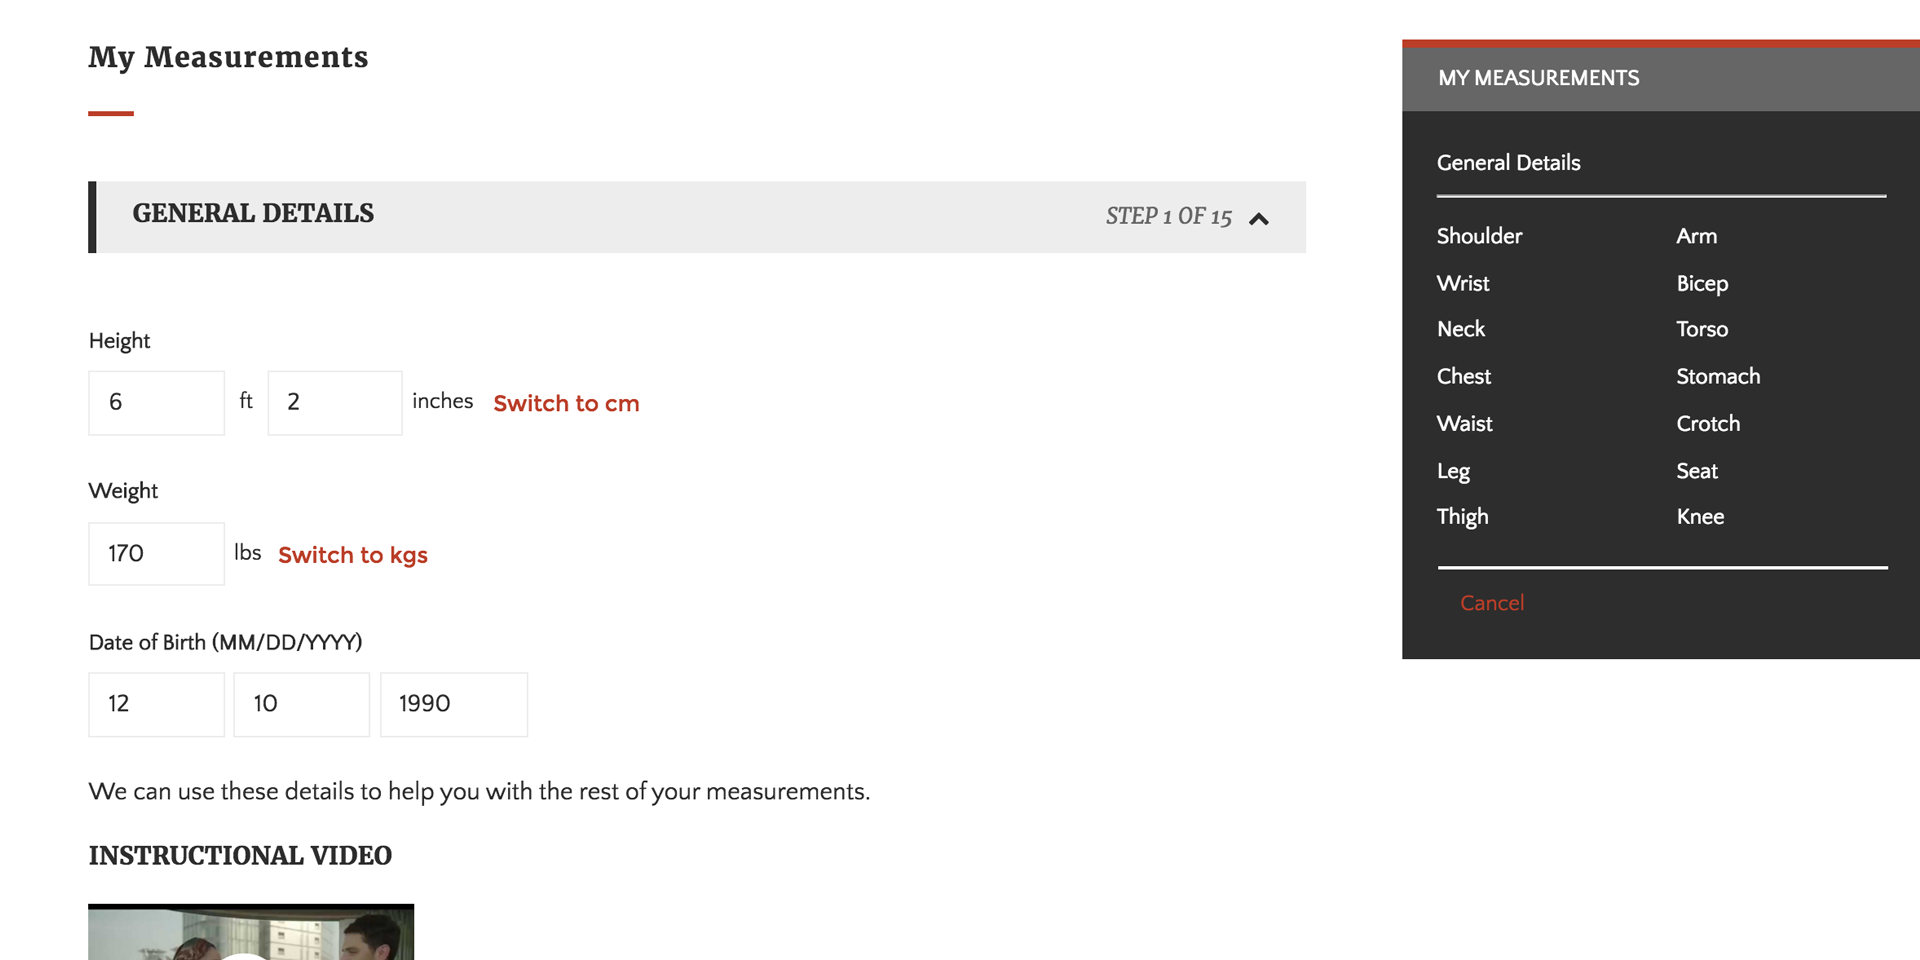 My Measurements
GENERAL DETAILS
STEP 1 OF 15
Height
6 ft 2 inches Switch to cm
Weight
170 lbs Switch to kgs
Date of Birth (MM/DD/YYYY)
12 10 1990
We can use these details to help you with the rest of your measurements.
INSTRUCTIONAL VIDEO
MY MEASUREMENTS
General Details
Shoulder Arm
Wrist Bicep
Neck Torso
Chest Stomach
Waist Crotch
Leg Seat
Thigh Knee
Cancel